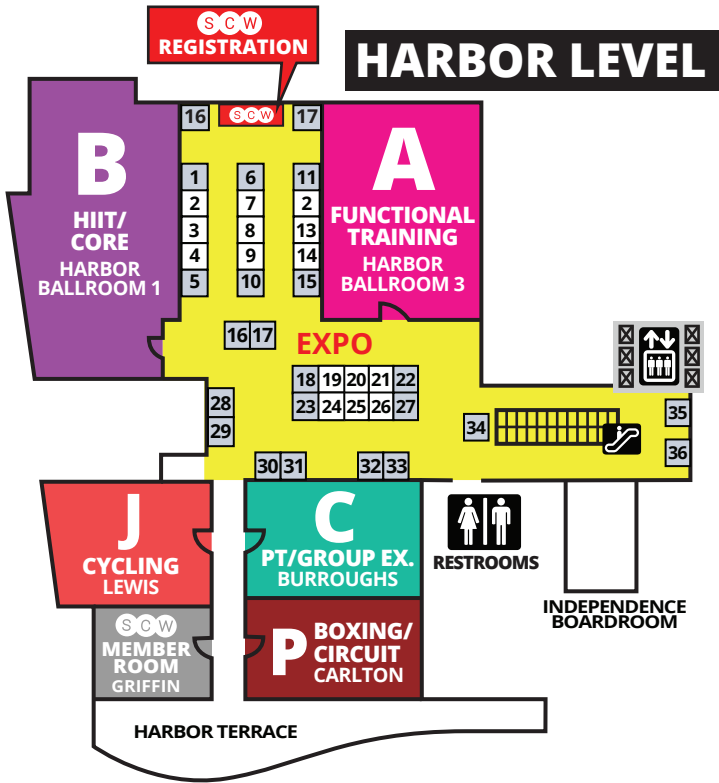 SCW
REGISTRATION
HARBOR LEVEL
16 SCW 17
B
HIIT/
CORE
HARBOR
BALLROOM 1
A
FUNCTIONAL
TRAINING
HARBOR
BALLROOM 3
1 6 11
2 7 2
3 8 13
4 9 14
5 10 15
16 17
EXPO
18 19 20 21 22
23 24 25 26 27
28
29
34
35
36
30 31 32 33
J
CYCLING
LEWIS
C
PT/GROUP EX.
BURROUGHS
RESTROOMS
INDEPENDENCE
BOARDROOM
SCW
MEMBER
ROOM
GRIFFIN
P
BOXING/
CIRCUIT
CARLTON
HARBOR TERRACE